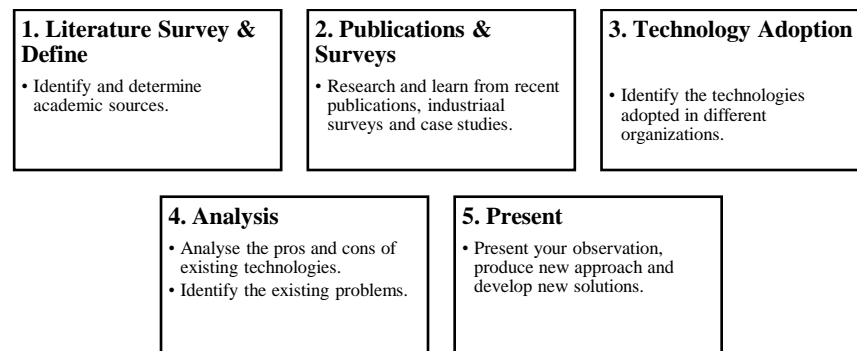 1. Literature Survey &
Define
• Identify and determine
academic sources.
2. Publications &
Surveys
• Research and learn from recent
publications, industriaal
surveys and case studies.
3. Technology Adoption
• Identify the technologies
adopted in different
organizations.
4. Analysis
• Analyse the pros and cons of
existing technologies.
• Identify the existing problems.
5. Present
• Present your observation,
produce new approach and
develop new solutions.